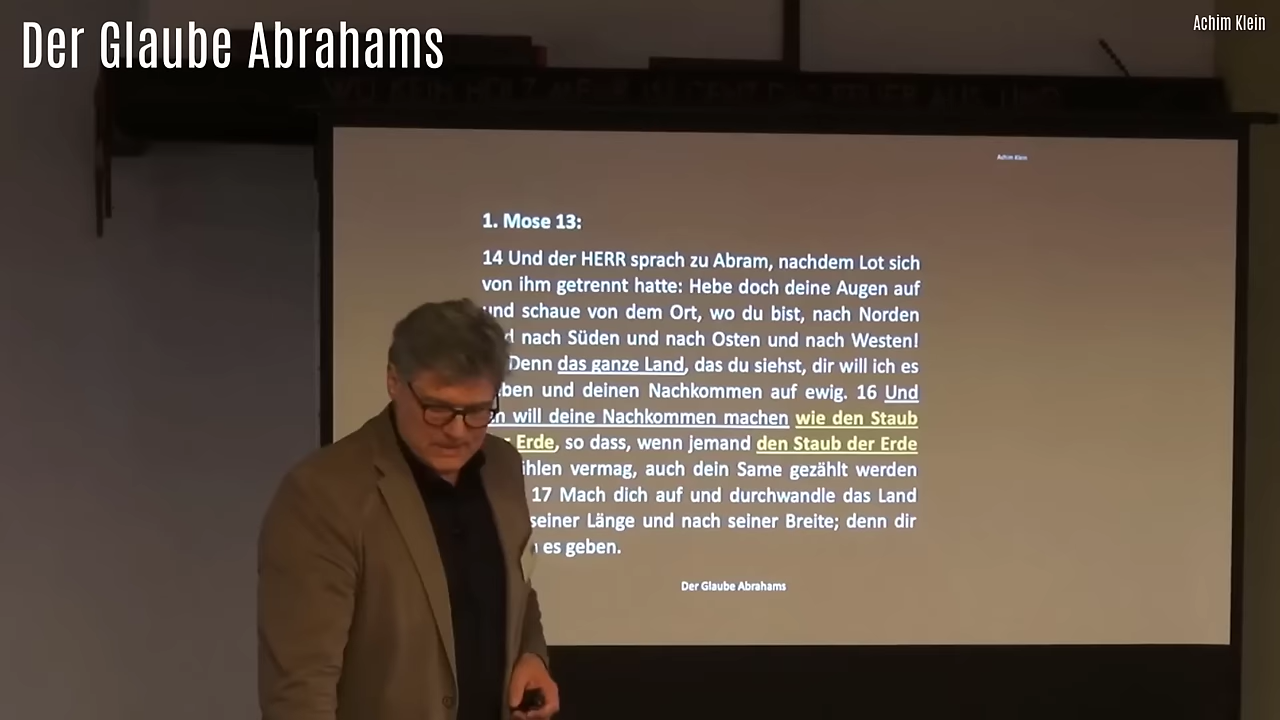 Der Glaube Abrahams
Achim Klein
Achim Klein
1. Mose 13:
14 Und der HERR sprach zu Abram, nachdem Lot sich
von ihm getrennt hatte: Hebe doch deine Augen auf
und schaue von dem Ort, wo du bist, nach Norden
nach Süden und nach Osten und nach Westen!
Denn das ganze Land, das du siehst, dir will ich es
und deinen Nachkommen auf ewig. 16 Und
will deine Nachkommen machen wie den Staub
Erde, so dass, wenn jemand den Staub der Erde
vermag, auch dein Same gezählt werden
17 Mach dich auf und durchwandle das Land
seiner Länge und nach seiner Breite; denn dir
es geben.
Der Glaube Abrahams